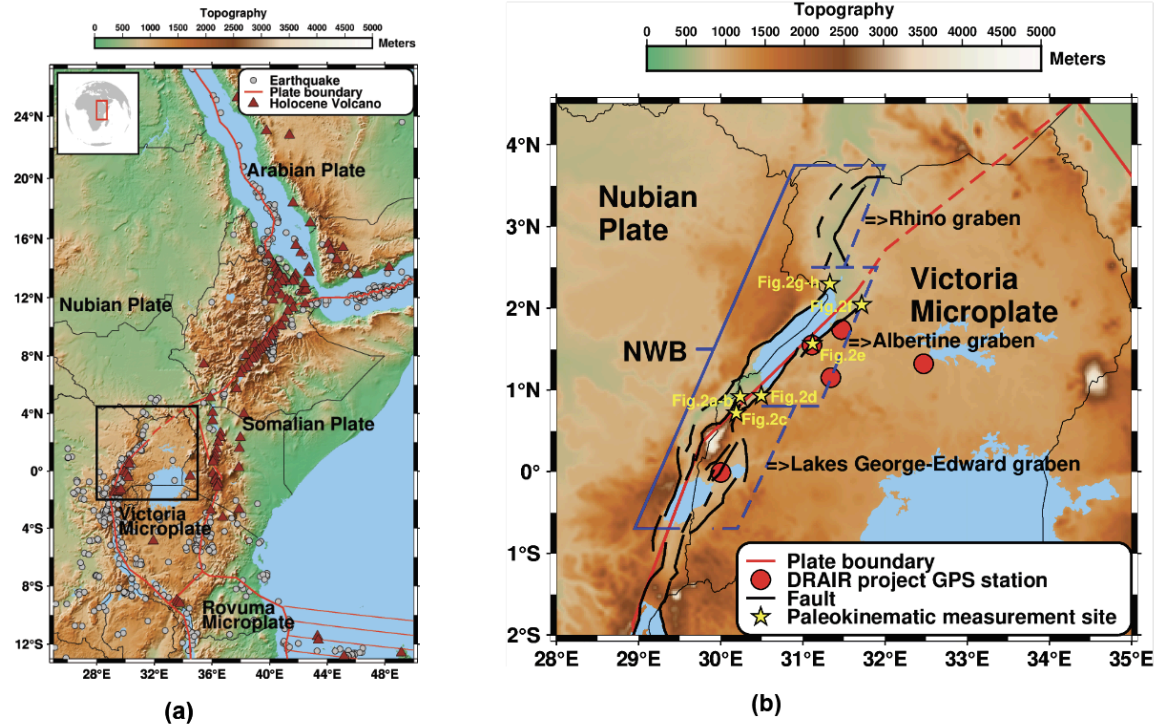 Topography
0 500 1000 1500 2000 2500 3000 3500 4000 4500 5000
Meters
Earthquake
Plate boundary
Holocene Volcano
24°N
20°N
16°N
12°N
8°N
4°N
0°
4°S
8°S
12°S
28°E 32°E 36°E 40°E 44°E 48°E
Arabian Plate
Nubian Plate
Somalian Plate
Victoria
Microplate
Rovuma
Microplate
(a)
Topography
0 500 1000 1500 2000 2500 3000 3500 4000 4500 5000
Meters
4°N
3°N
2°N
1°N
0°
1°S
2°S
28°E 29°E 30°E 31°E 32°E 33°E 34°E 35°E
Nubian
Plate
=>Rhino graben
Fig.2g-h
Victoria
Microplate
Fig.2f
NWB
=>Albertine graben
Fig.2e
Fig.2a-b
Fig.2d
Fig.2c
=>Lakes George-Edward graben
Plate boundary
DRAIR project GPS station
Fault
Paleokinematic measurement site
(b)